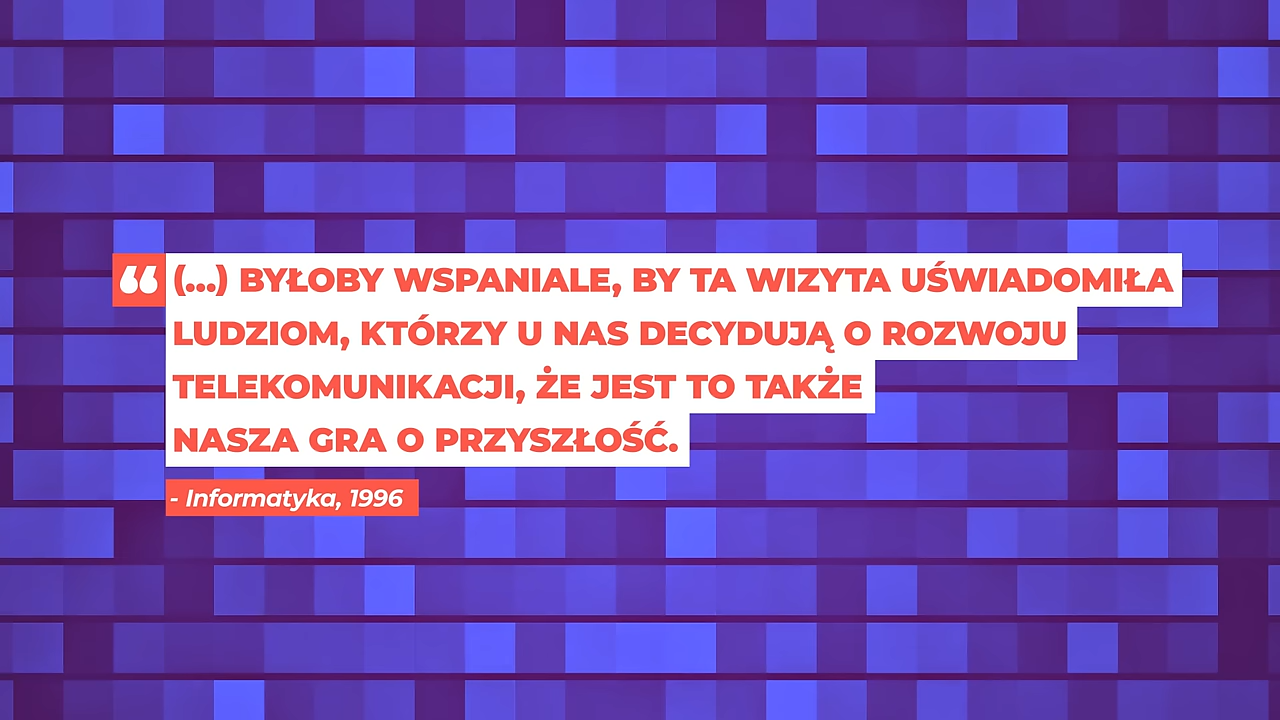 “ (...) BYŁOBY WSPANIALE, BY TA WIZYTA UŚWIADOMIŁA
LUDZIOM, KTÓRZY U NAS DECYDUJĄ O ROZWOJU
TELEKOMUNIKACJI, ŻE JEST TO TAKŻE
NASZA GRA O PRZYSZŁOŚĆ.
- Informatyka, 1996